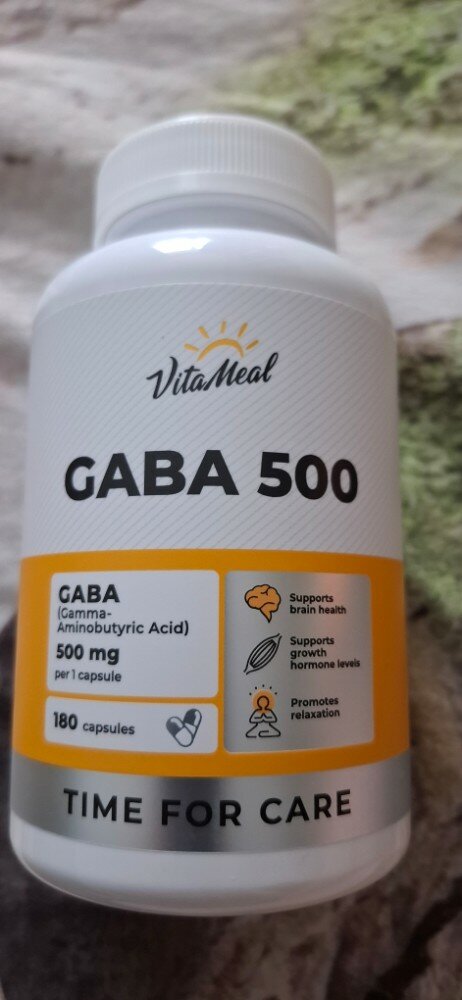 VitaMeal
GABA 500
GABA
(Gamma-
Aminobutyric Acid)
500 mg
per 1 capsule
180 capsules
Supports
brain health
Supports
growth
hormone levels
Promotes
relaxation
TIME FOR CARE